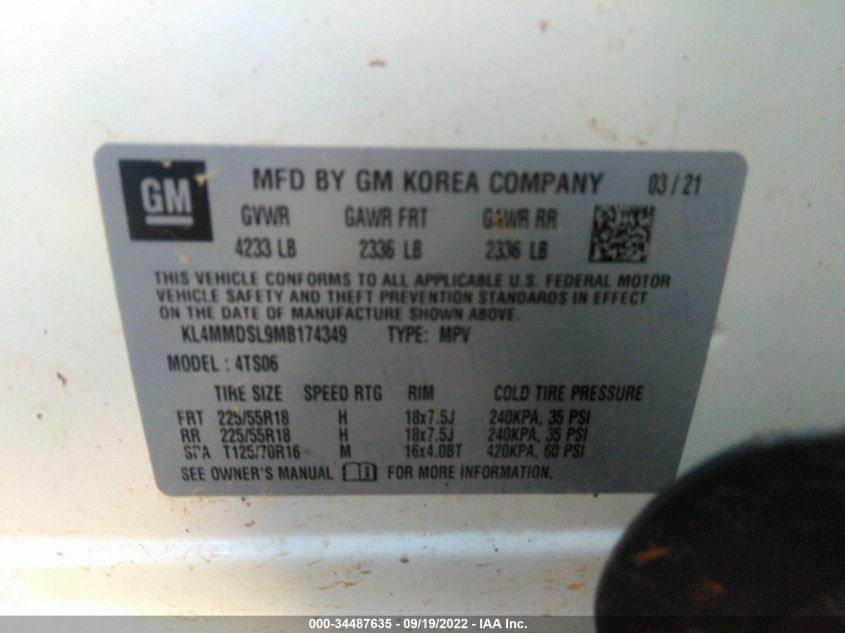 GM
MFD BY GM KOREA COMPANY 03/21
GVWR GAWR FRT GAWR RR
4233 LB 2336 LB 2336 LB
THIS VEHICLE CONFORMS TO ALL APPLICABLE U.S. FEDERAL MOTOR
VEHICLE SAFETY AND THEFT PREVENTION STANDARDS IN EFFECT
ON THE DATE OF MANUFACTURE SHOWN ABOVE.
KL4MMDSL9MB174349 TYPE: MPV
MODEL: 4TS06
TIRE SIZE SPEED RTG RIM COLD TIRE PRESSURE
FRT 225/55R18 H 18x7.5J 240KPA, 35 PSI
RR 225/55R18 H 18x7.5J 240KPA, 35 PSI
SPA T125/70R16 M 16x4.0BT 420KPA, 60 PSI
SEE OWNER'S MANUAL FOR MORE INFORMATION.
000-34487635 - 09/19/2022 - IAA Inc.